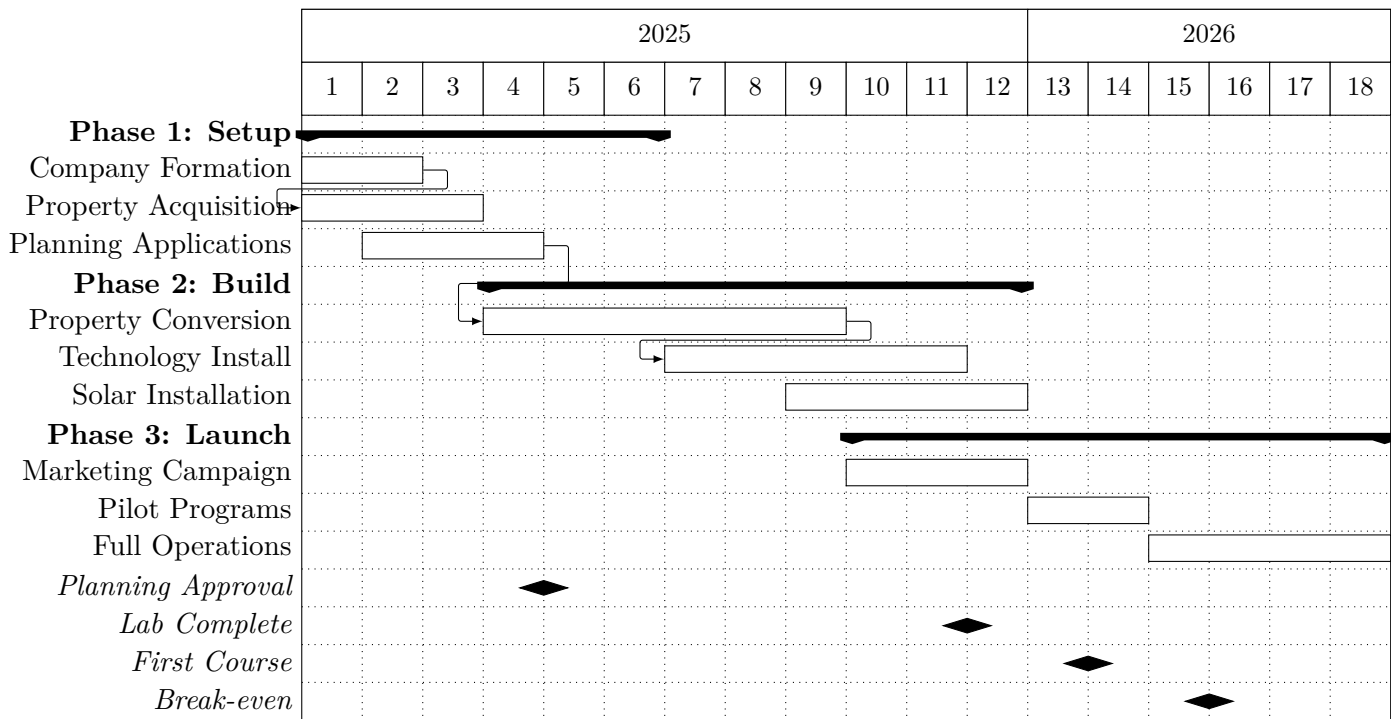 2025 2026
1 2 3 4 5 6 7 8 9 10 11 12 13 14 15 16 17 18
Phase 1: Setup
Company Formation
Property Acquisition
Planning Applications
Phase 2: Build
Property Conversion
Technology Install
Solar Installation
Phase 3: Launch
Marketing Campaign
Pilot Programs
Full Operations
Planning Approval
Lab Complete
First Course
Break-even